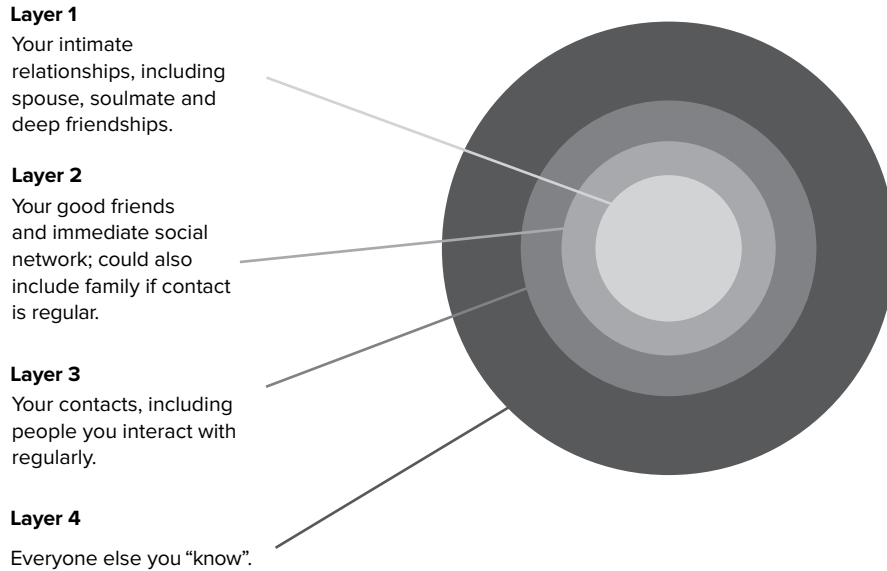 Layer 1
Your intimate
relationships, including
spouse, soulmate and
deep friendships.
Layer 2
Your good friends
and immediate social
network; could also
include family if contact
is regular.
Layer 3
Your contacts, including
people you interact with
regularly.
Layer 4
Everyone else you “know”.